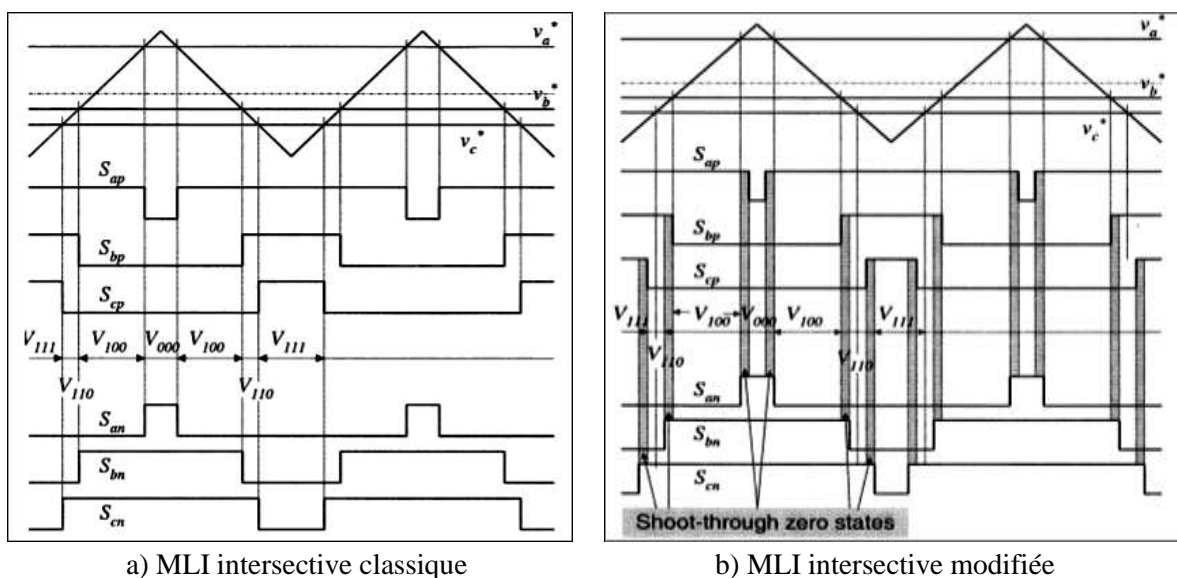 v_a^*
v_b^*
v_c^*
S_ap
S_bp
S_cp
V_111 V_100 V_000 V_100 V_111
V_110 V_110
S_an
S_bn
S_cn
v_a^*
v_b^*
v_c^*
S_ap
S_bp
S_cp
V_111 V_100 V_000 V_100 V_111
V_110 V_110
S_an
S_bn
S_cn
Shoot-through zero states
a) MLI intersective classique
b) MLI intersective modifiée